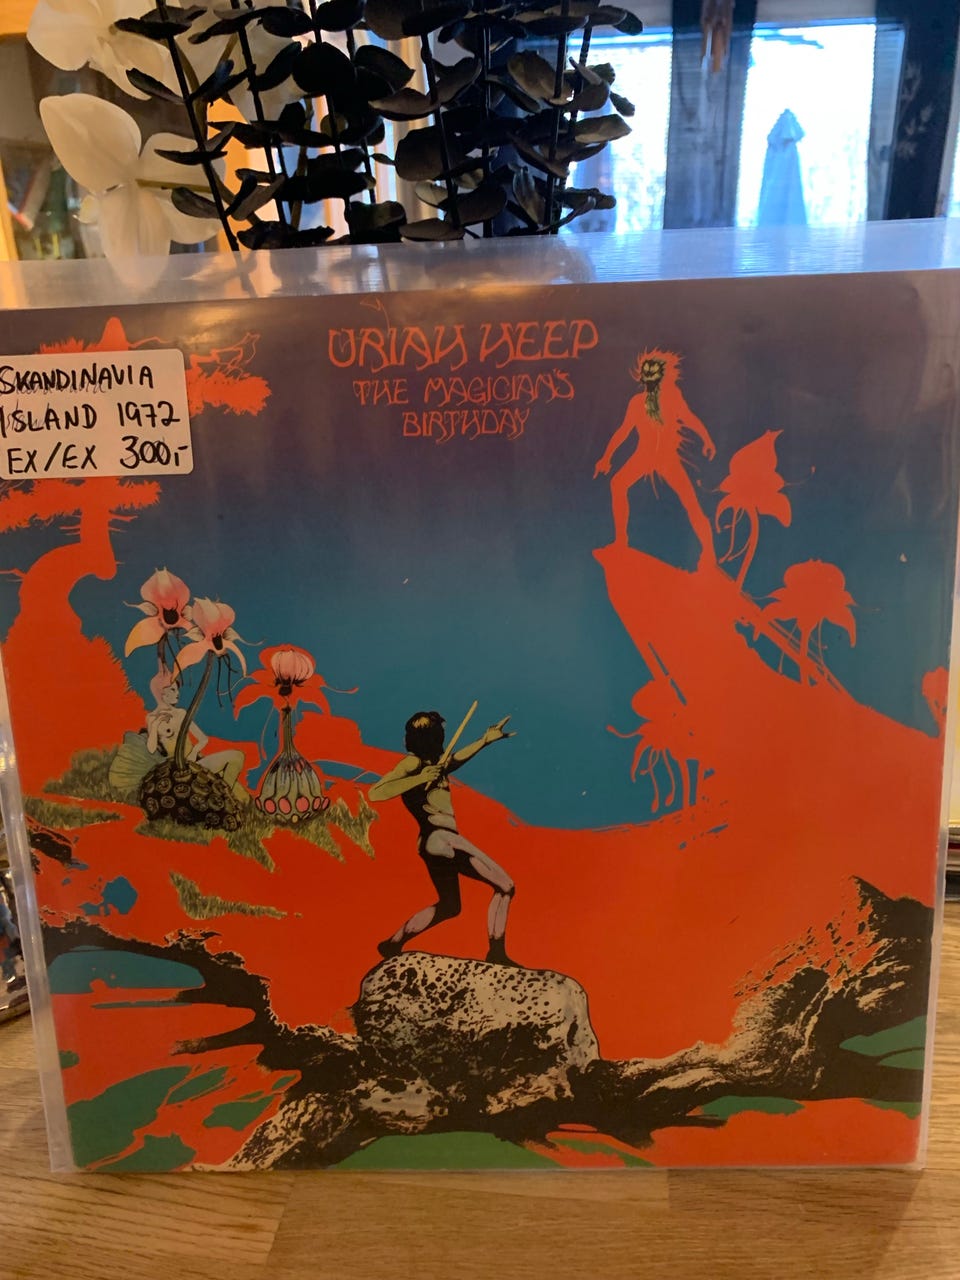 URIAH HEEP
THE MAGICIAN'S
BIRTHDAY
SKANDINAVIA
ISLAND 1972
EX/EX 300,-